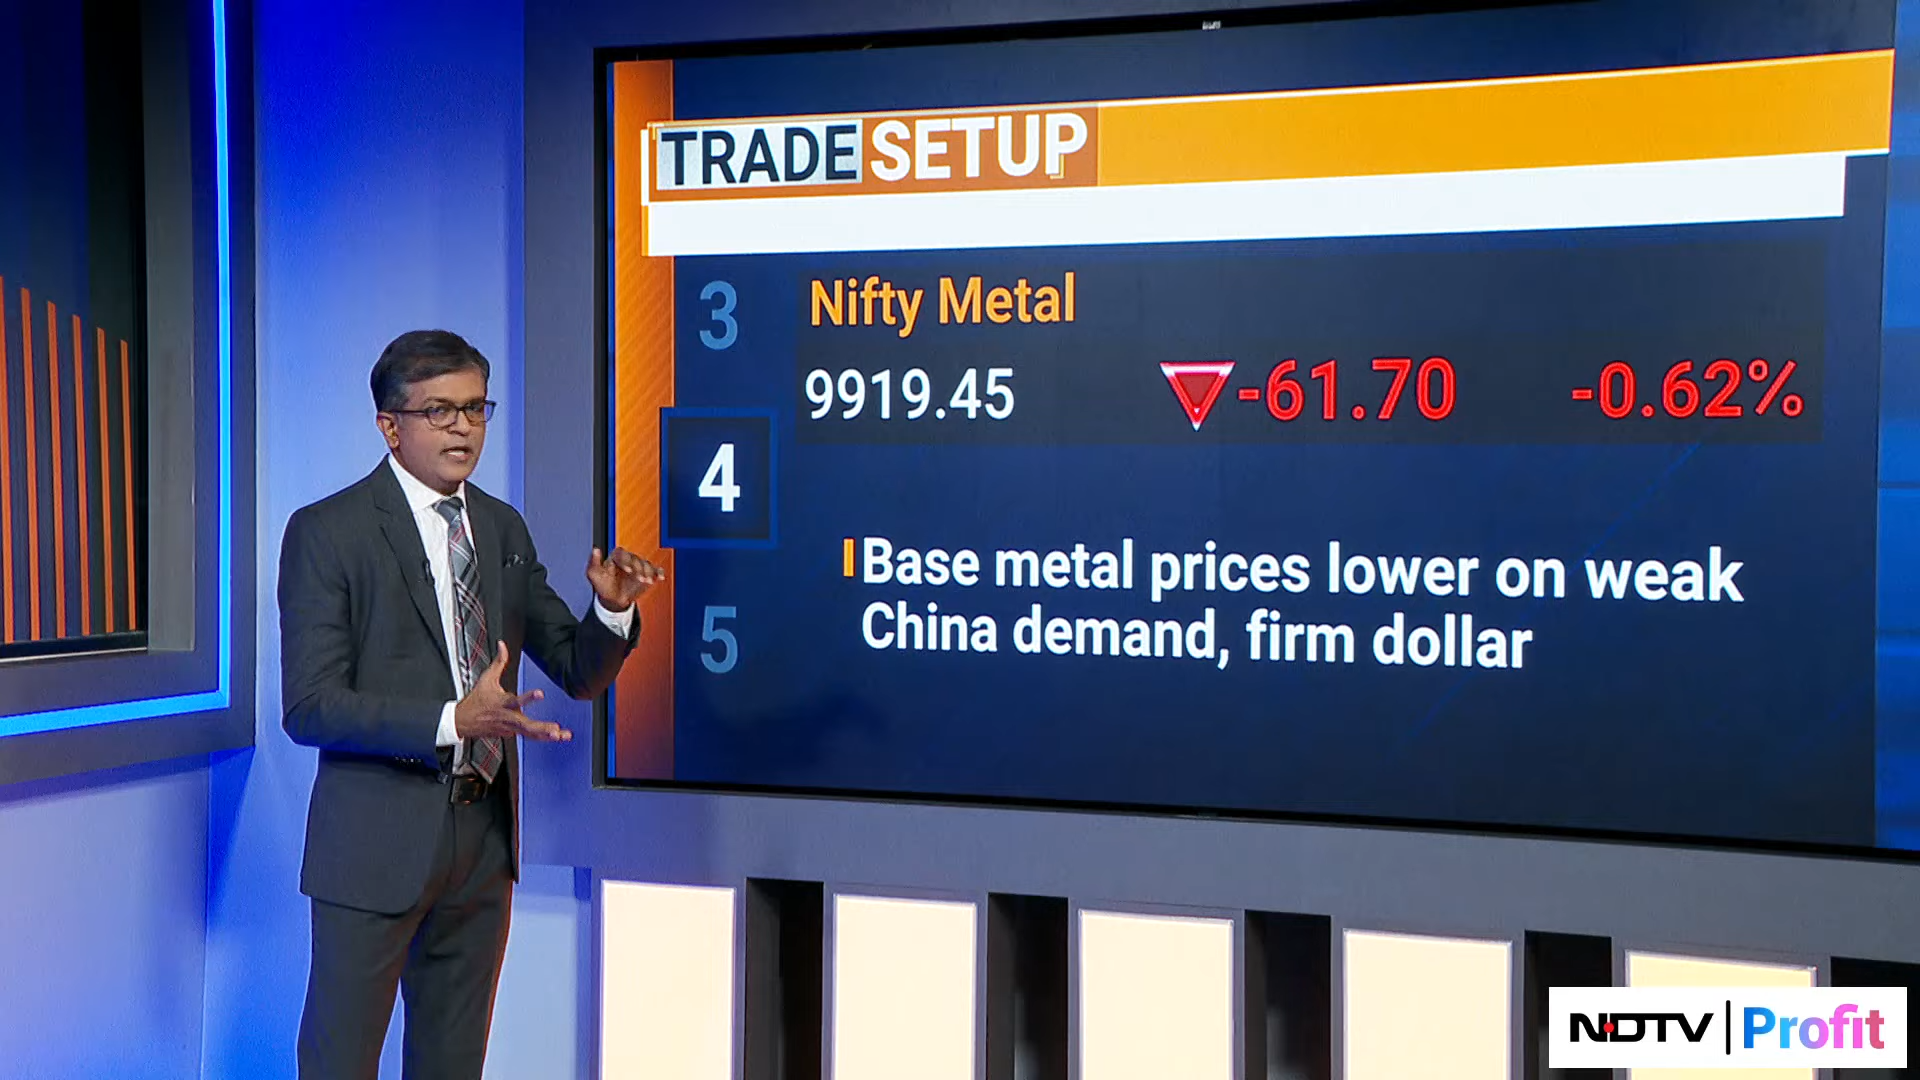 TRADE SETUP
3
Nifty Metal
9919.45 -61.70 -0.62%
4
Base metal prices lower on weak
China demand, firm dollar
5
NDTV | Profit